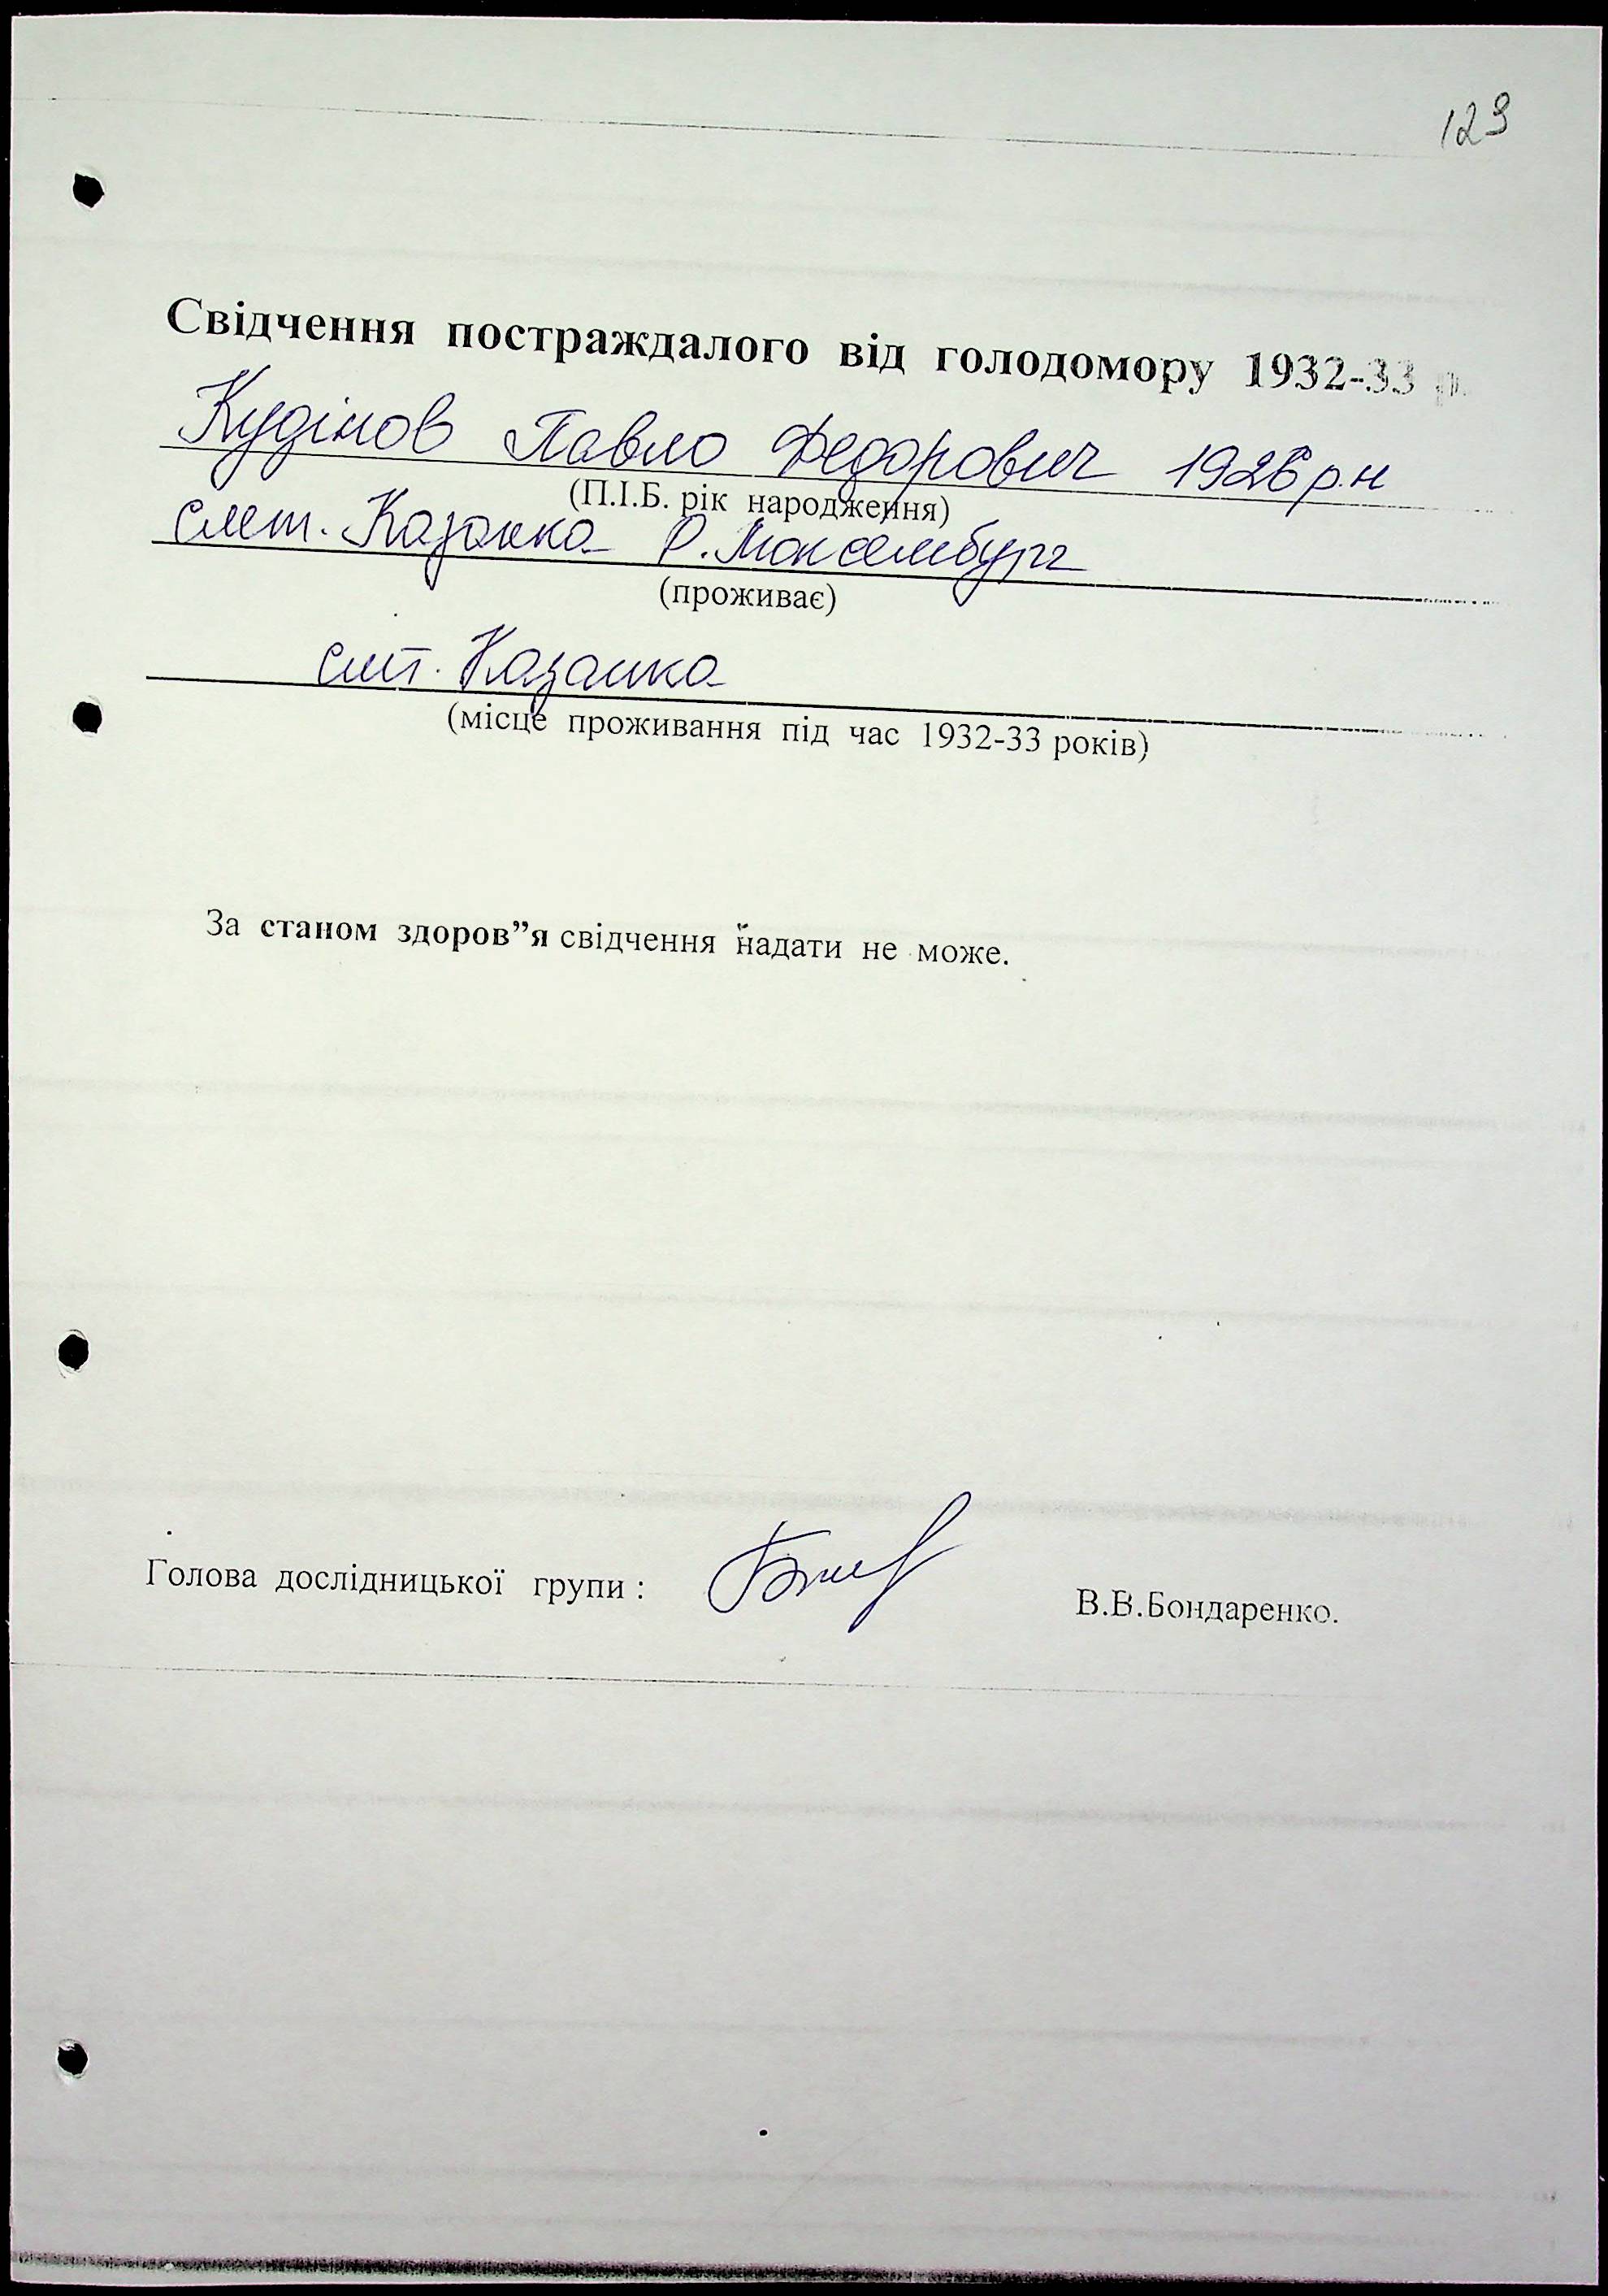 123
Свідчення постраждалого від голодомору 1932-33 р.
Кудінов Павло Федорович 1926 р.н
(П.І.Б. рік народження)
смт. Казанка Р. Люксембург
(проживає)
смт. Казанка
(місце проживання під час 1932-33 років)
За станом здоров”я свідчення надати не може.
Голова дослідницької групи :
В.В.Бондаренко.